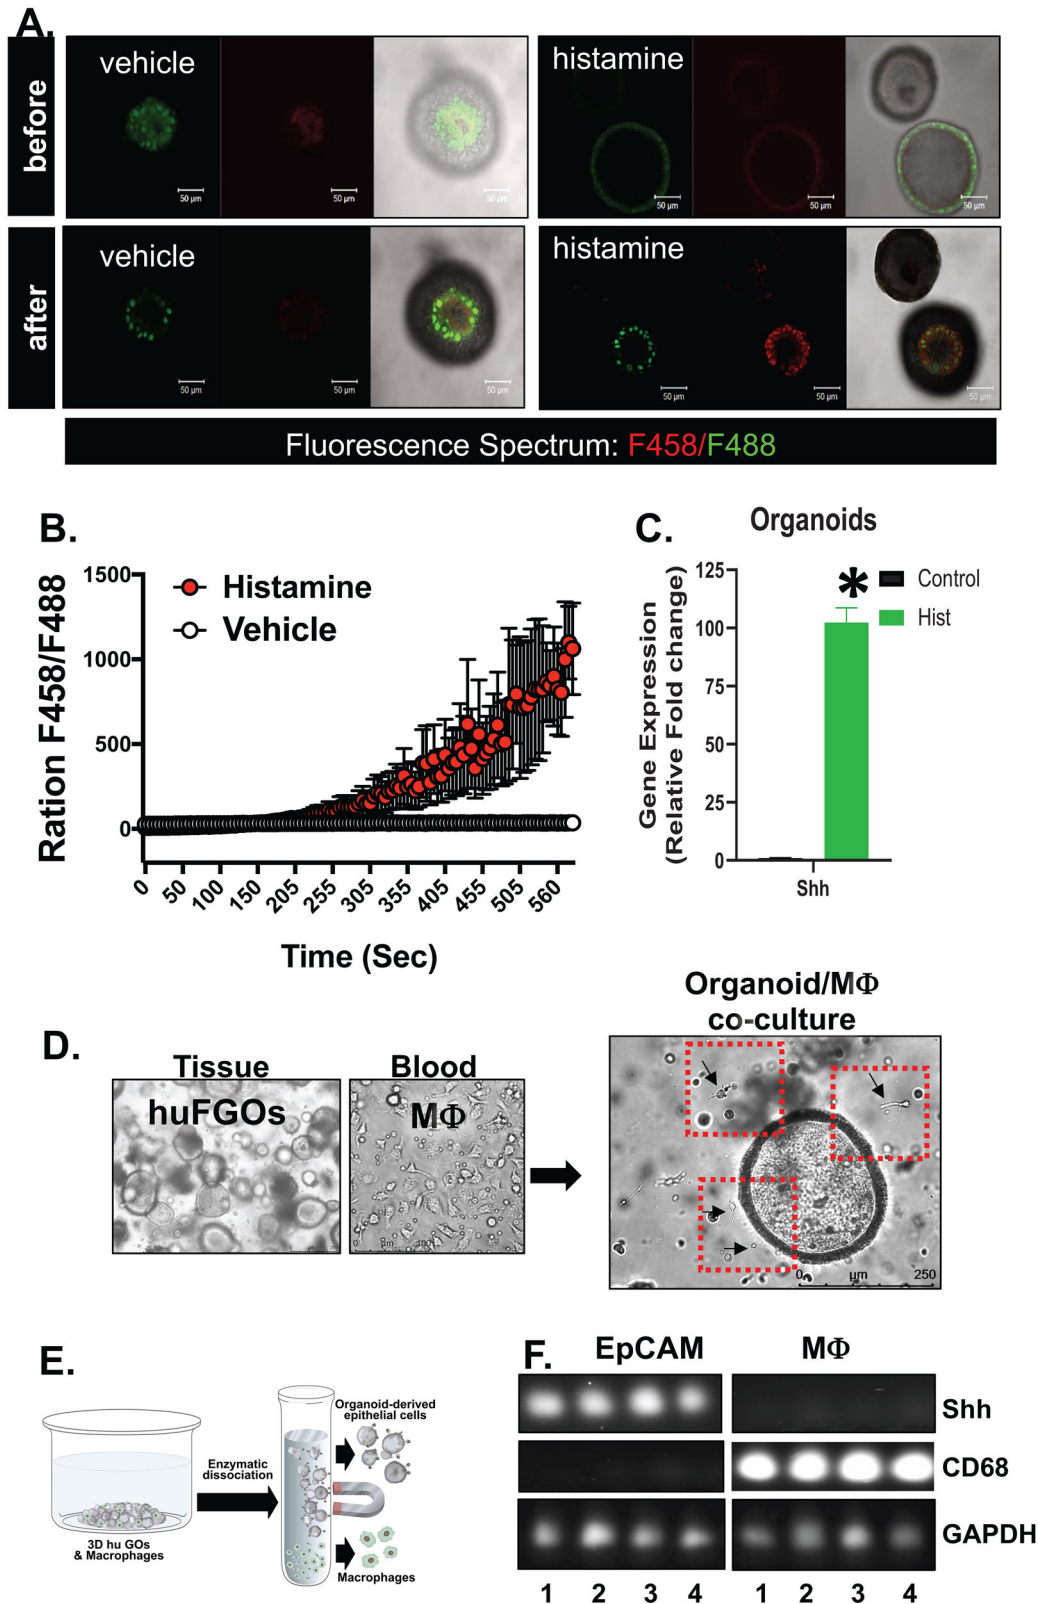 A.
before
vehicle
50 µm
50 µm
50 µm
histamine
50 µm
50 µm
50 µm
after
vehicle
50 µm
50 µm
50 µm
histamine
50 µm
50 µm
50 µm
Fluorescence Spectrum: F458/F488
B.
Ration F458/F488
1500
1000
500
0
Histamine
Vehicle
0
50
100
150
205
255
305
355
405
455
505
560
Time (Sec)
C.
Organoids
Gene Expression
(Relative Fold change)
125
100
75
50
25
0
*
Control
Hist
Shh
D.
Tissue
huFGOs
Blood
MΦ
0 µm 100
Organoid/MΦ
co-culture
0 µm 250
E.
3D hu GOs
& Macrophages
Enzymatic
dissociation
Organoid-derived
epithelial cells
Macrophages
F.
EpCAM
MΦ
Shh
CD68
GAPDH
1 2 3 4
1 2 3 4